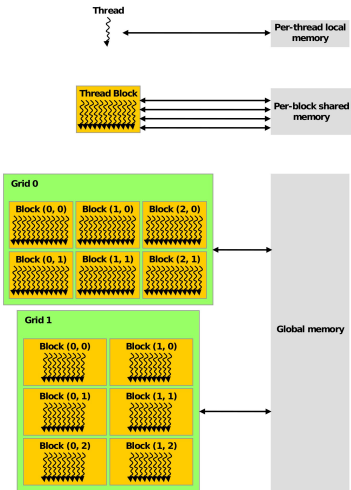 Thread
Per-thread local
memory
Thread Block
Per-block shared
memory
Grid 0
Block (0, 0) Block (1, 0) Block (2, 0)
Block (0, 1) Block (1, 1) Block (2, 1)
Grid 1
Global memory
Block (0, 0) Block (1, 0)
Block (0, 1) Block (1, 1)
Block (0, 2) Block (1, 2)